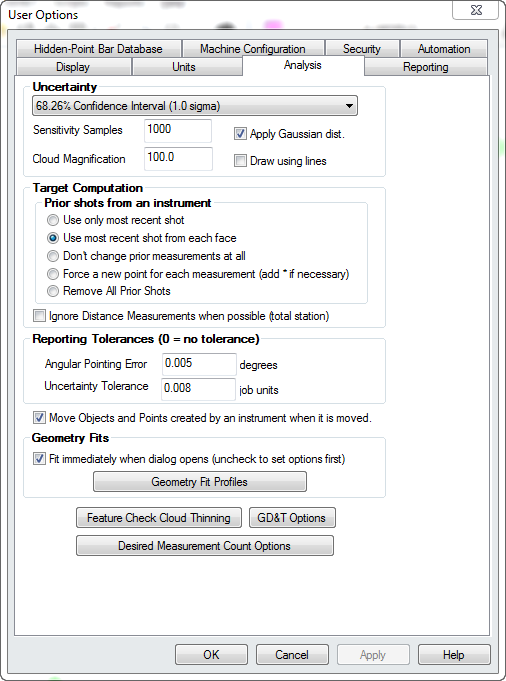 User Options
Hidden-Point Bar Database Machine Configuration Security Automation
Display Units Analysis Reporting
Uncertainty
68.26% Confidence Interval (1.0 sigma)
Sensitivity Samples 1000 Apply Gaussian dist.
Cloud Magnification 100.0 Draw using lines
Target Computation
Prior shots from an instrument
Use only most recent shot
Use most recent shot from each face
Don't change prior measurements at all
Force a new point for each measurement (add * if necessary)
Remove All Prior Shots
Ignore Distance Measurements when possible (total station)
Reporting Tolerances (0 = no tolerance)
Angular Pointing Error 0.005 degrees
Uncertainty Tolerance 0.008 job units
Move Objects and Points created by an instrument when it is moved.
Geometry Fits
Fit immediately when dialog opens (uncheck to set options first)
Geometry Fit Profiles
Feature Check Cloud Thinning GD&T Options
Desired Measurement Count Options
OK Cancel Apply Help